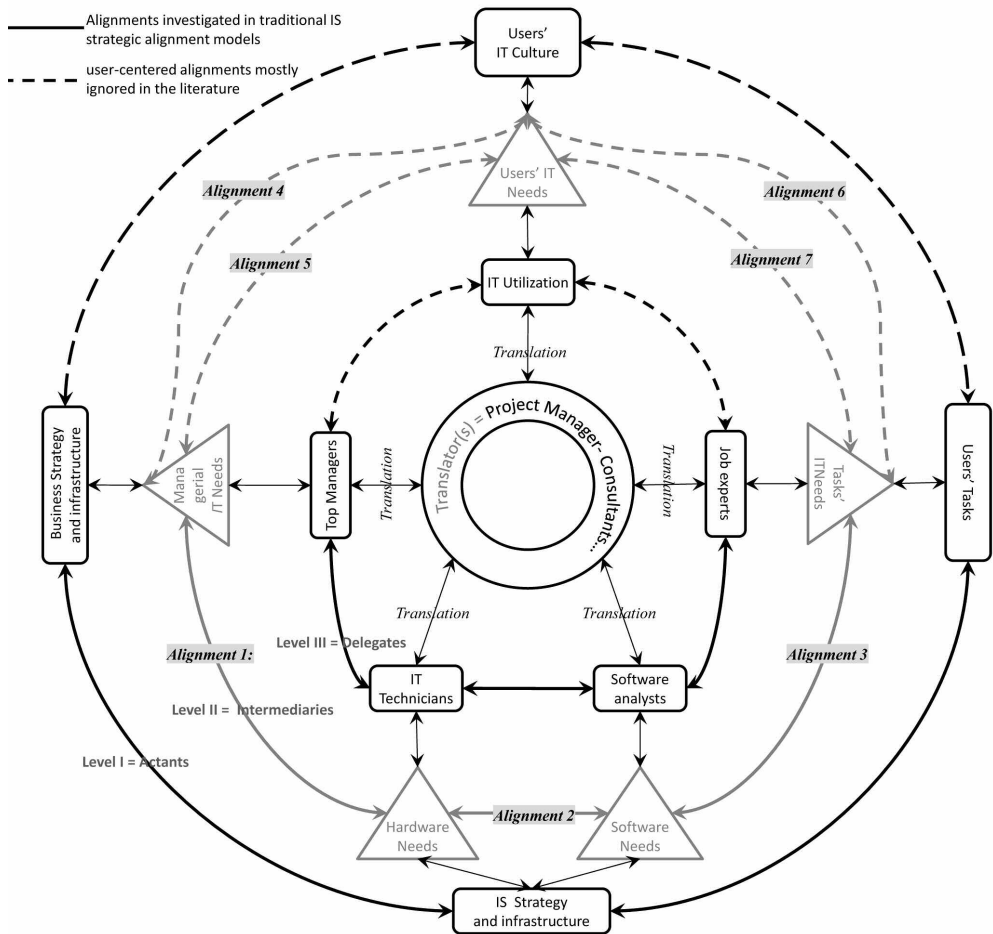 Alignments investigated in traditional IS
strategic alignment models
user-centered alignments mostly
ignored in the literature
Users'
IT Culture
Users' IT
Needs
Alignment 4
Alignment 6
Alignment 5
Alignment 7
IT Utilization
Translation
Translator(s) = Project Manager- Consultants...
Business Strategy
and infrastructure
Mana
gerial
IT Needs
Top Managers
Translation
Translation
Job experts
Tasks'
ITNeeds
Users' Tasks
Translation
Translation
Level III = Delegates
Alignment 1:
Alignment 3
IT
Technicians
Software
analysts
Level II = Intermediaries
Level I = Actants
Alignment 2
Hardware
Needs
Software
Needs
IS Strategy
and infrastructure